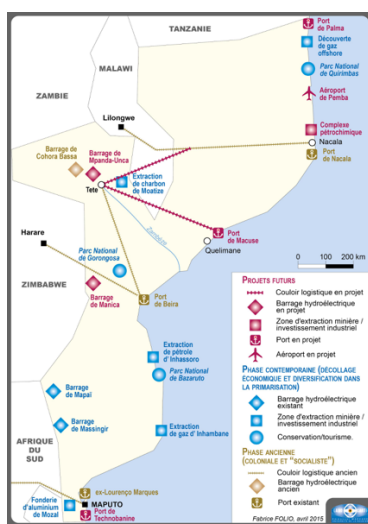 TANZANIE
Port
de Palma
Découverte
de gaz
offshore
MALAWI
Parc National
de Quirimbas
ZAMBIE
Aéroport
de Pemba
Lilongwe
Complexe
pétrochimique
Nacala
Port
de Nacala
Barrage de
Cohora Bassa
Barrage de
Mpanda-Unca
Extraction
de charbon
de Moatize
Tete
Zambèze
Port
de Macuse
Quelimane
Harare
Parc National
de Gorongosa
0 100 200 km
ZIMBABWE
Barrage
de Manica
Port
de Beira
PROJETS FUTURS
Couloir logistique en projet
Barrage hydroélectrique
en projet
Zone d'extraction minière /
investissement industriel
Port en projet
Aéroport en projet
Extraction
de pétrole d'
Inhassoro
Parc National
de Bazaruto
PHASE CONTEMPORAINE (DÉCOLLAGE
ÉCONOMIQUE ET DIVERSIFICATION DANS
LA PRIMARISATION)
Barrage hydroélectrique
existant
Zone d'extraction minière /
investissement industriel
Conservation/tourisme.
Barrage
de Mapai
Barrage
de Massingir
Extraction
de gaz d' Inhambane
AFRIQUE
DU
SUD
PHASE ANCIENNE
(COLONIALE ET "SOCIALISTE")
Couloir logistique ancien
Barrage hydroélectrique
ancien
Port existant
ex-Lourenço Marques
Fonderie
d'aluminium
de Mozal
MAPUTO
Port de
Technobanine
Fabrice FOLIO, avril 2015